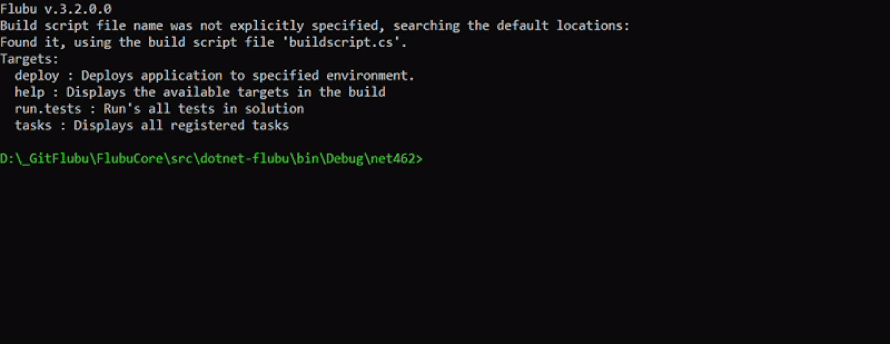 Flubu v.3.2.0.0
Build script file name was not explicitly specified, searching the default locations:
Found it, using the build script file 'buildscript.cs'.
Targets:
  deploy : Deploys application to specified environment.
  help : Displays the available targets in the build
  run.tests : Run's all tests in solution
  tasks : Displays all registered tasks
D:\_GitFlubu\FlubuCore\src\dotnet-flubu\bin\Debug\net462>